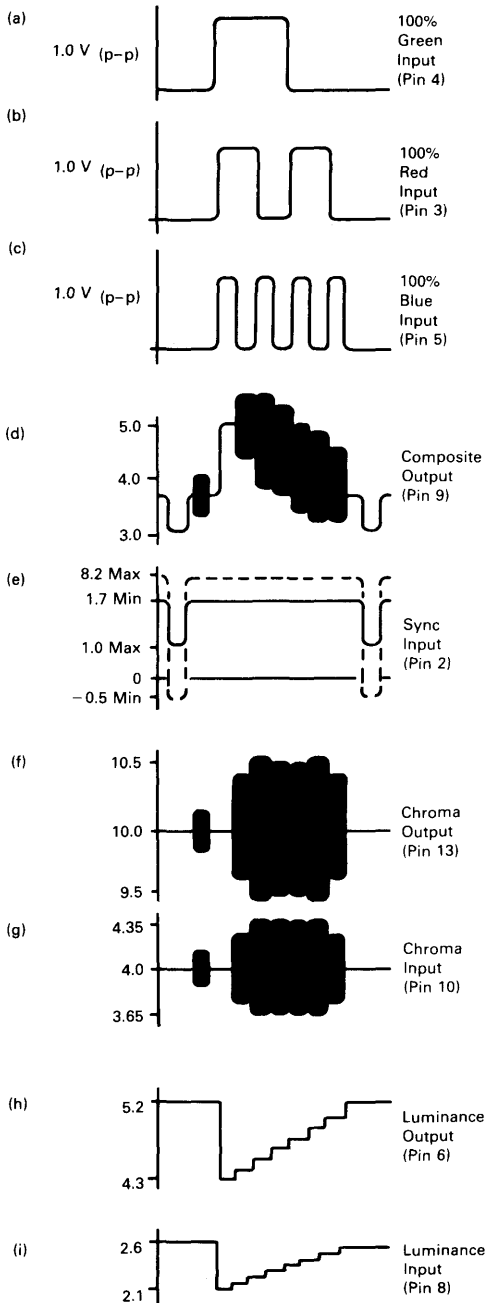 (a)
1.0 V (p–p)
100%
Green
Input
(Pin 4)
(b)
1.0 V (p–p)
100%
Red
Input
(Pin 3)
(c)
1.0 V (p–p)
100%
Blue
Input
(Pin 5)
(d)
5.0
4.0
3.0
Composite
Output
(Pin 9)
(e)
8.2 Max
1.7 Min
1.0 Max
0
−0.5 Min
Sync
Input
(Pin 2)
(f)
10.5
10.0
9.5
Chroma
Output
(Pin 13)
(g)
4.35
4.0
3.65
Chroma
Input
(Pin 10)
(h)
5.2
4.3
Luminance
Output
(Pin 6)
(i)
2.6
2.1
Luminance
Input
(Pin 8)